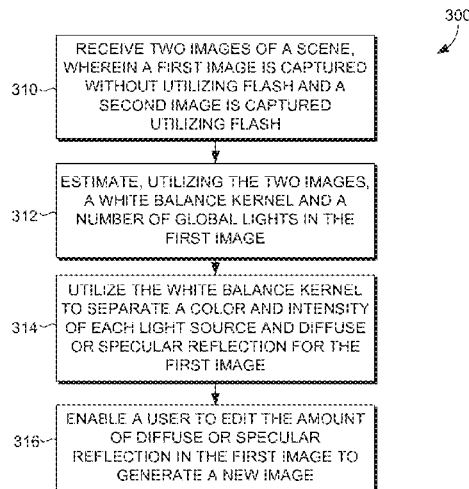 300
310
RECEIVE TWO IMAGES OF A SCENE,
WHEREIN A FIRST IMAGE IS CAPTURED
WITHOUT UTILIZING FLASH AND A
SECOND IMAGE IS CAPTURED
UTILIZING FLASH
312
ESTIMATE, UTILIZING THE TWO IMAGES,
A WHITE BALANCE KERNEL AND A
NUMBER OF GLOBAL LIGHTS IN THE
FIRST IMAGE
314
UTILIZE THE WHITE BALANCE KERNEL
TO SEPARATE A COLOR AND INTENSITY
OF EACH LIGHT SOURCE AND DIFFUSE
OR SPECULAR REFLECTION FOR THE
FIRST IMAGE
316
ENABLE A USER TO EDIT THE AMOUNT
OF DIFFUSE OR SPECULAR
REFLECTION IN THE FIRST IMAGE TO
GENERATE A NEW IMAGE